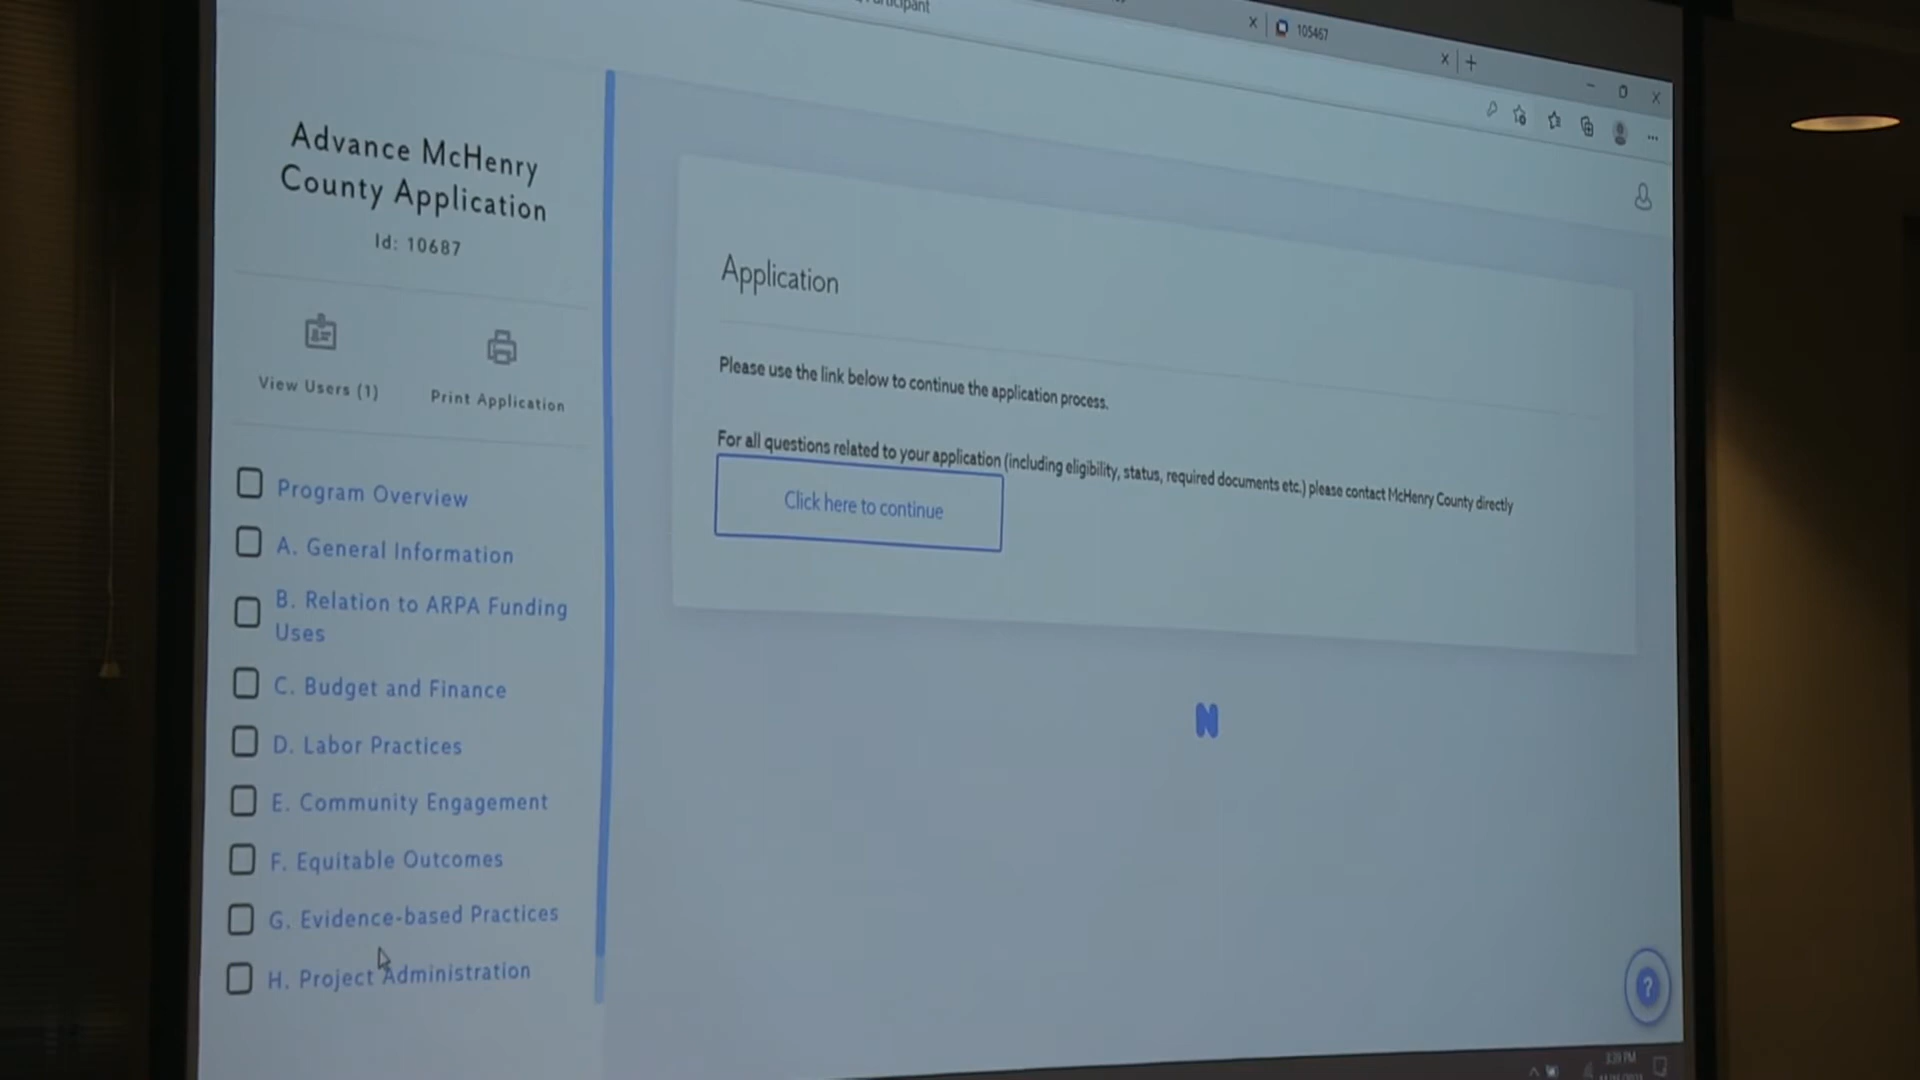 105467
Advance McHenry
County Application
Id: 10687
View Users (1)
Print Application
Program Overview
A. General Information
B. Relation to ARPA Funding
Uses
C. Budget and Finance
D. Labor Practices
E. Community Engagement
F. Equitable Outcomes
G. Evidence-based Practices
H. Project Administration
Application
Please use the link below to continue the application process.
For all questions related to your application (including eligibility, status, required documents etc.) please contact McHenry County directly
Click here to continue
N
?
3:39 PM